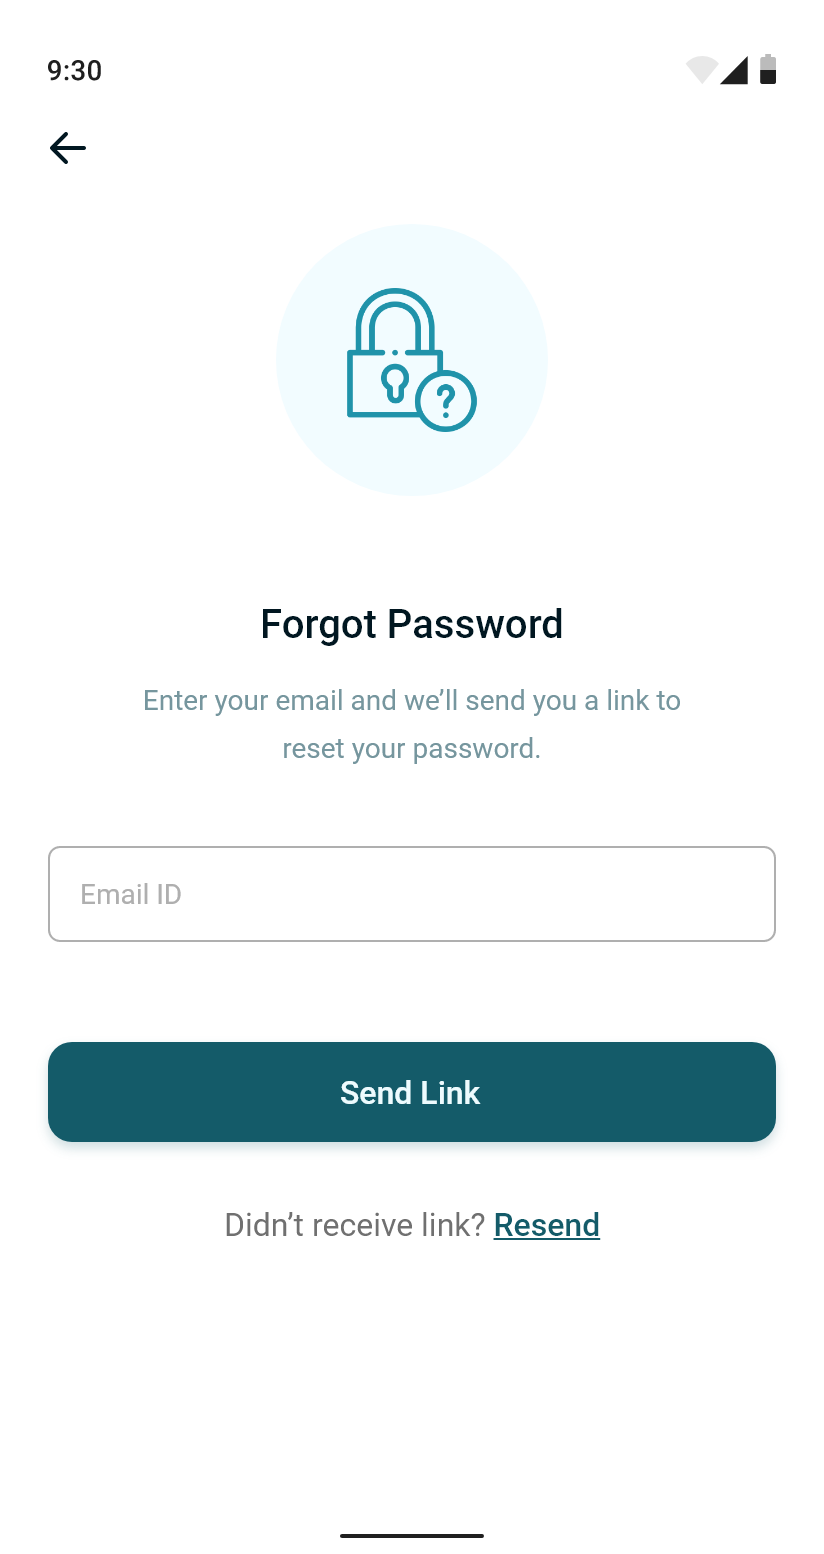 9:30
Forgot Password
Enter your email and we’ll send you a link to
reset your password.
Email ID
Send Link
Didn’t receive link? Resend